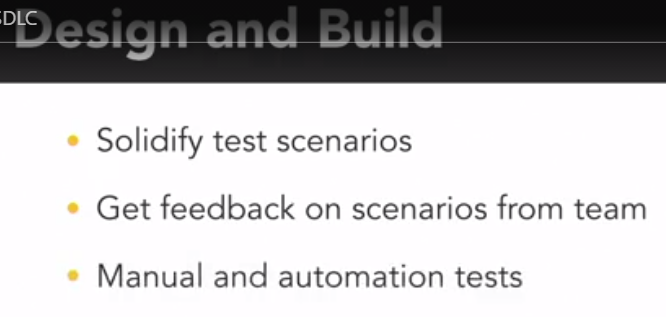 SDLC
Design and Build
Solidify test scenarios
Get feedback on scenarios from team
Manual and automation tests